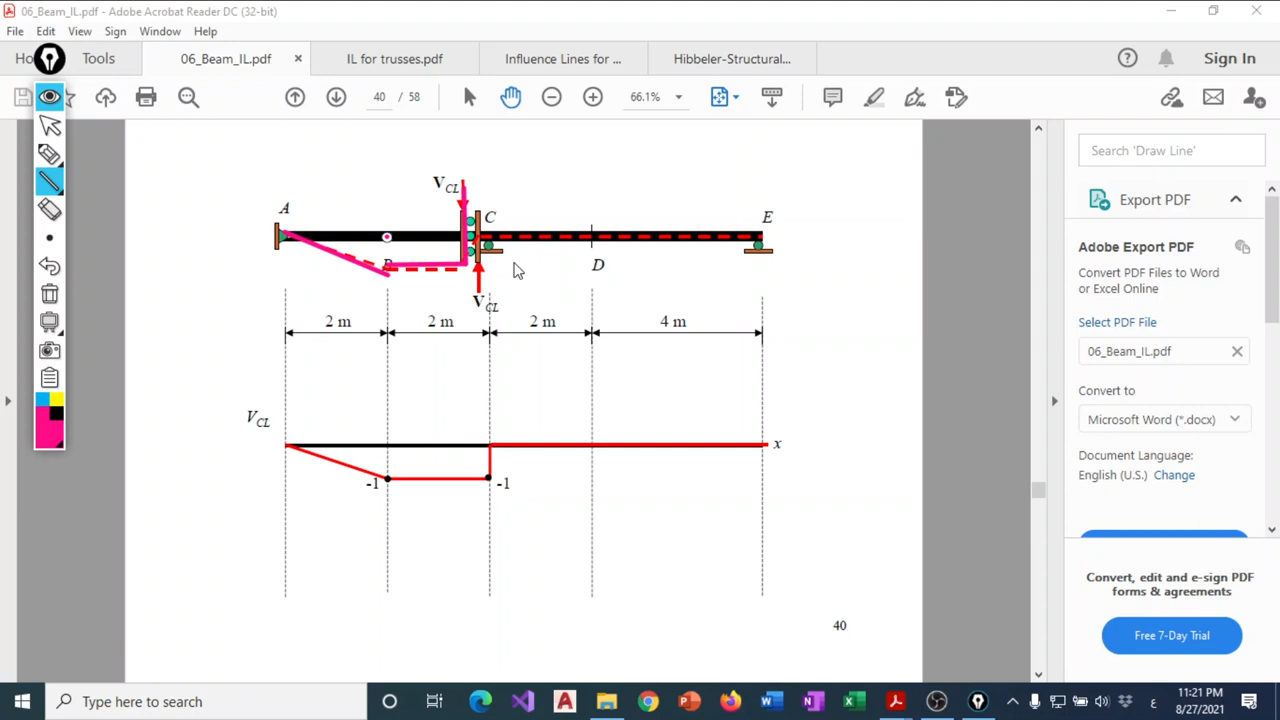 06_Beam_IL.pdf - Adobe Acrobat Reader DC (32-bit)
File Edit View Sign Window Help
Ho Tools 06_Beam_IL.pdf × IL for trusses.pdf Influence Lines for ... Hibbeler-Structural... Sign In
40 / 58 66.1%
Search 'Draw Line'
Export PDF
Adobe Export PDF
Convert PDF Files to Word
or Excel Online
Select PDF File
06_Beam_IL.pdf
Convert to
Microsoft Word (*.docx)
Document Language:
English (U.S.) Change
Convert, edit and e-sign PDF
forms & agreements
Free 7-Day Trial
VCL
A C E
B D
VCL
2 m 2 m 2 m 4 m
VCL
x
-1 -1
40
Type here to search
ع 11:21 PM
8/27/2021